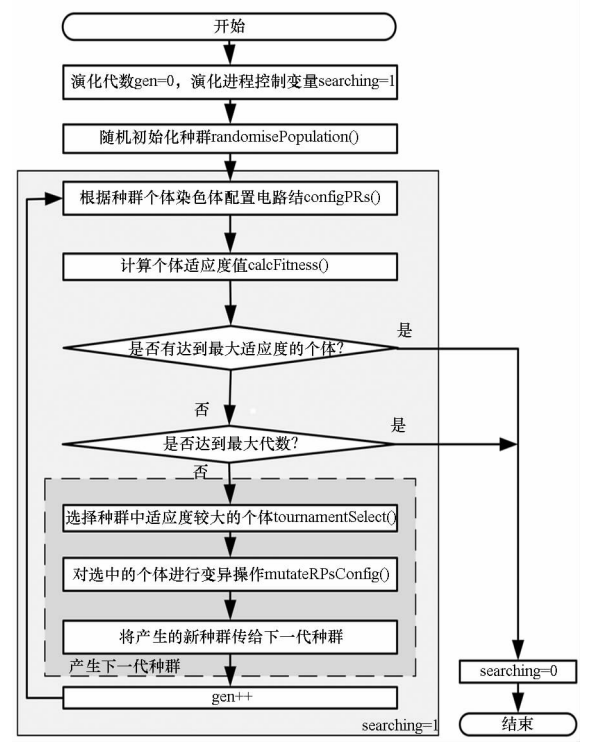 开始
演化代数gen=0，演化进程控制变量searching=1
随机初始化种群randomisePopulation()
根据种群个体染色体配置电路结configPRs()
计算个体适应度值calcFitness()
是否有达到最大适应度的个体?
是
否
是否达到最大代数?
是
否
选择种群中适应度较大的个体tournamentSelect()
对选中的个体进行变异操作mutateRPsConfig()
将产生的新种群传给下一代种群
产生下一代种群
gen++
searching=1
searching=0
结束